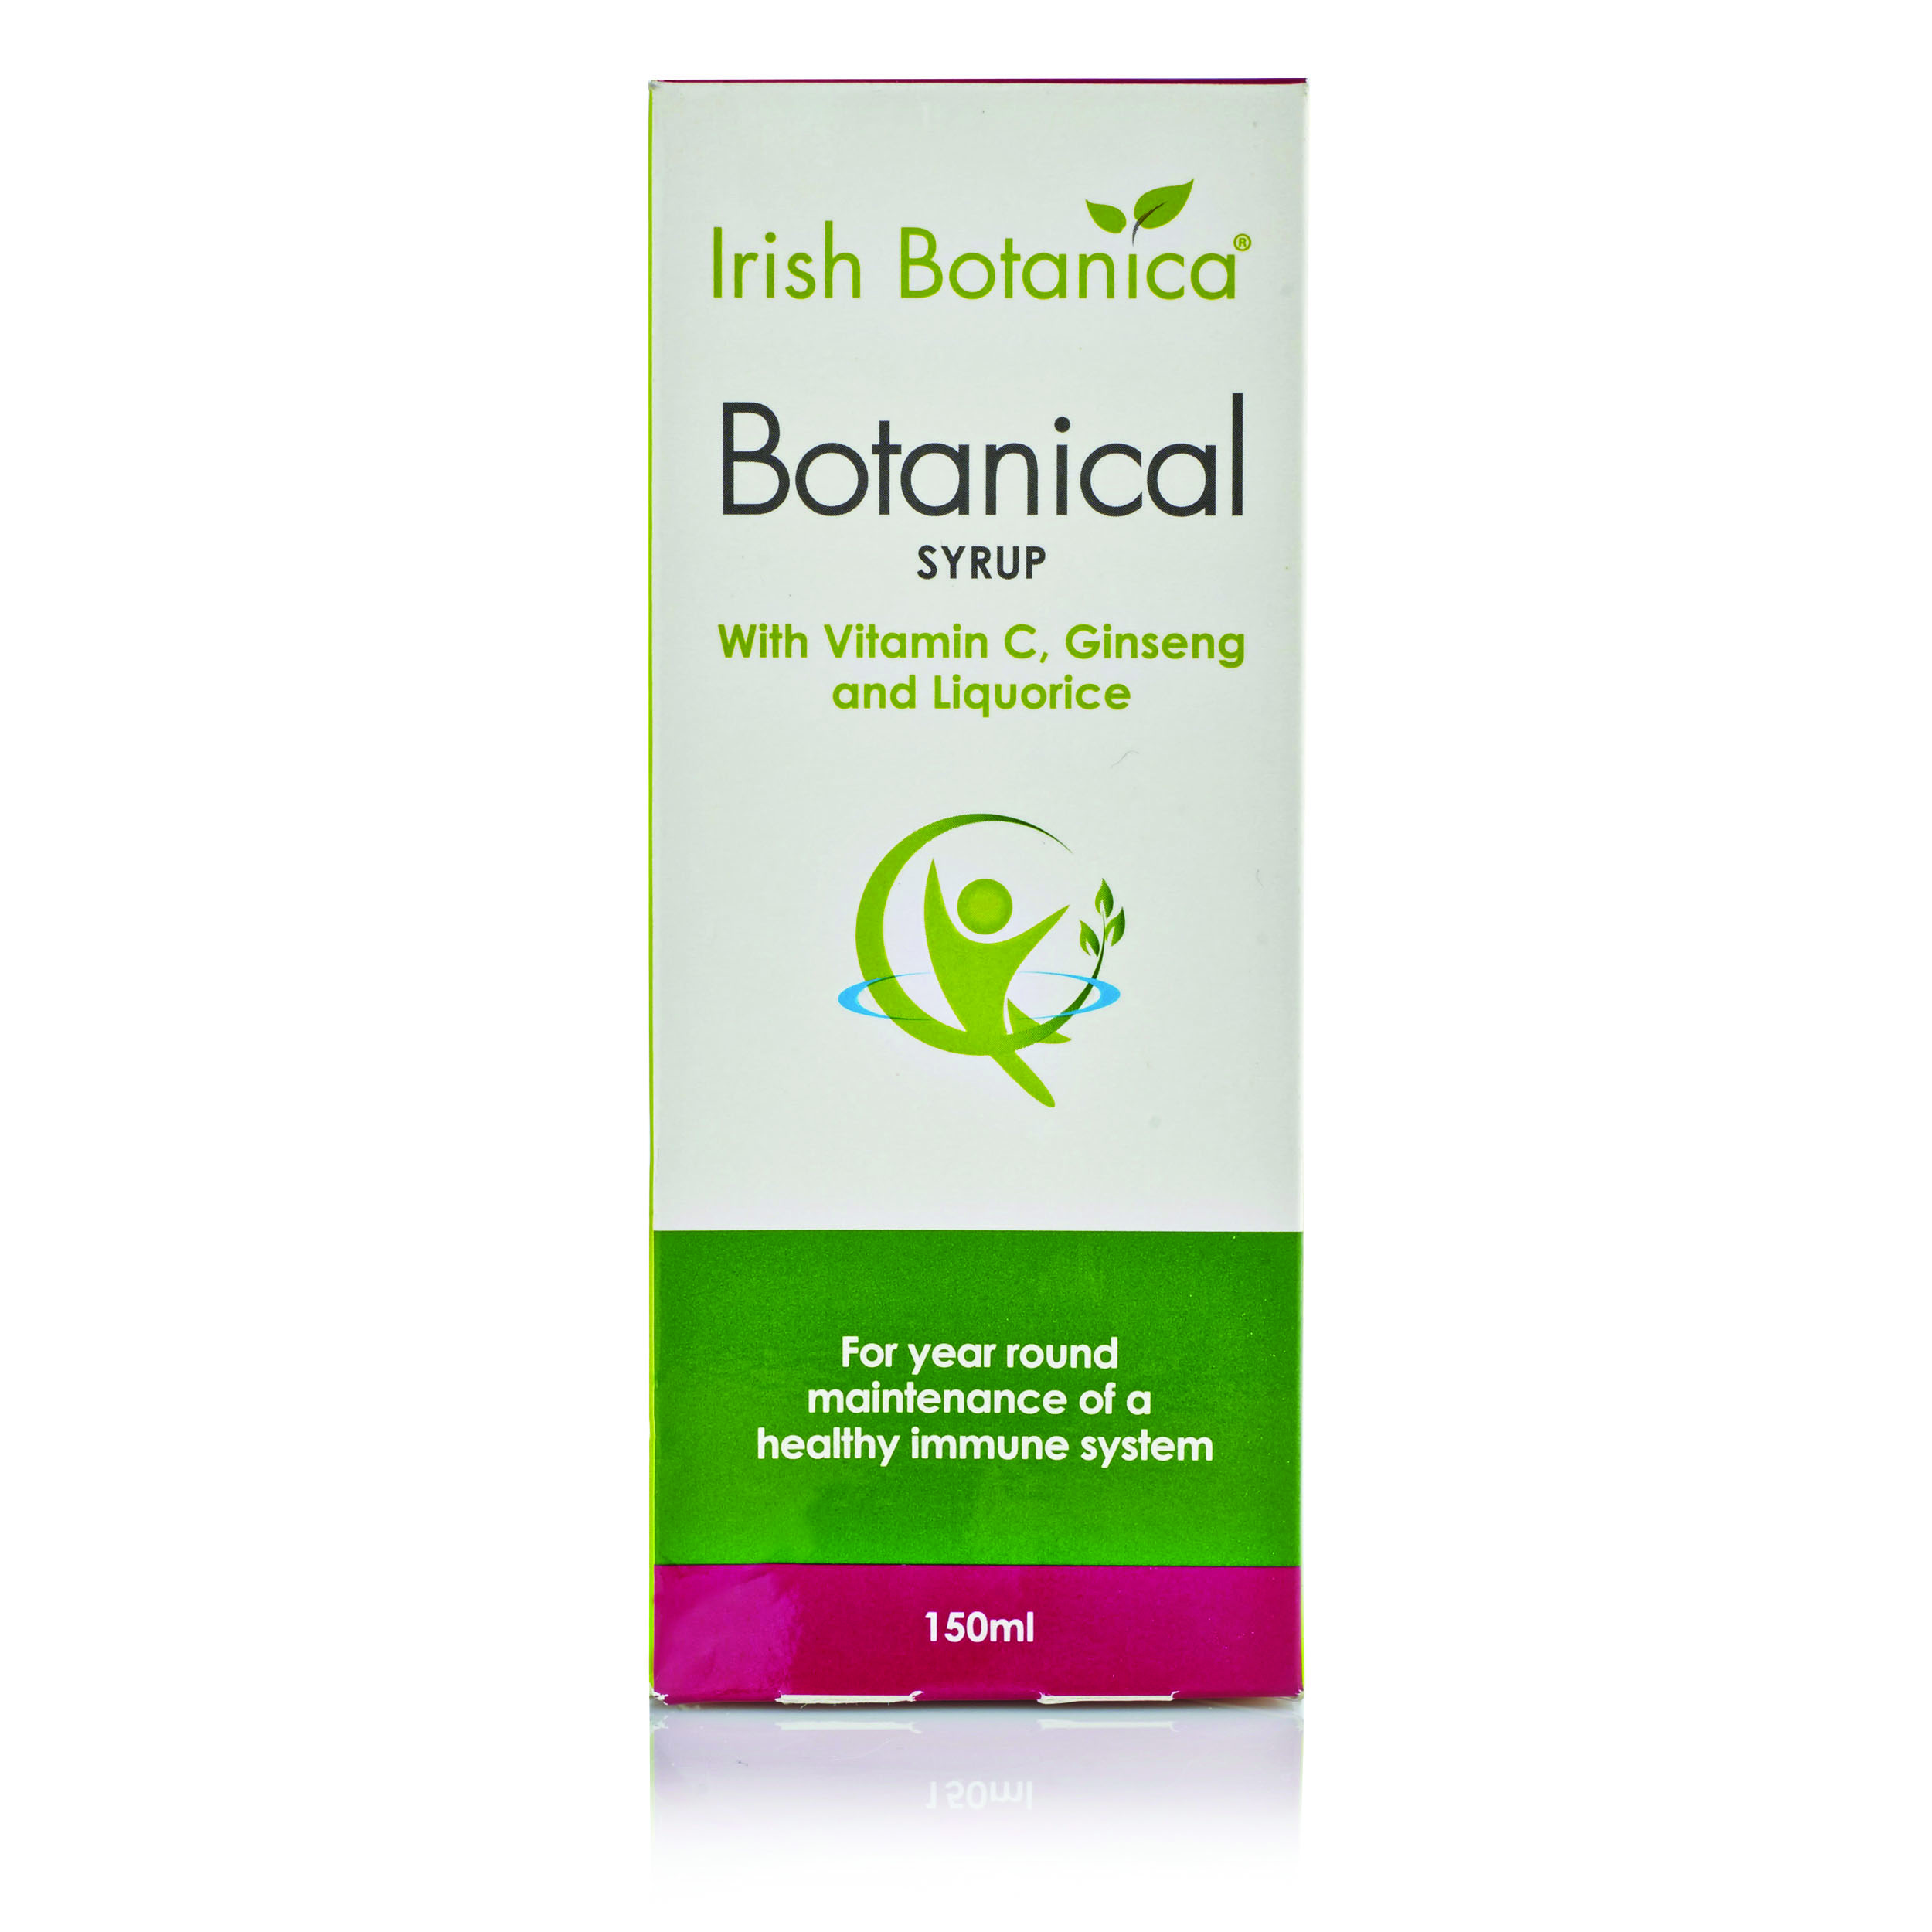 Irish Botanica®
Botanical
SYRUP
With Vitamin C, Ginseng
and Liquorice
For year round
maintenance of a
healthy immune system
150ml